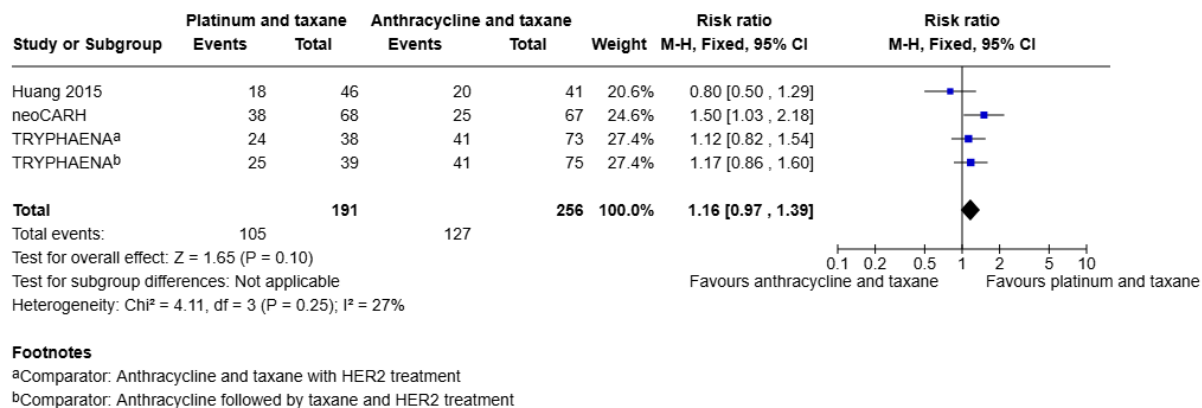 Platinum and taxane Anthracycline and taxane Risk ratio Risk ratio
Study or Subgroup Events Total Events Total Weight M-H, Fixed, 95% CI M-H, Fixed, 95% CI
Huang 2015 18 46 20 41 20.6% 0.80 [0.50 , 1.29]
neoCARH 38 68 25 67 24.6% 1.50 [1.03 , 2.18]
TRYPHAENAᵃ 24 38 41 73 27.4% 1.12 [0.82 , 1.54]
TRYPHAENAᵇ 25 39 41 75 27.4% 1.17 [0.86 , 1.60]
Total 191 256 100.0% 1.16 [0.97 , 1.39]
Total events: 105 127
Test for overall effect: Z = 1.65 (P = 0.10)
Test for subgroup differences: Not applicable
Heterogeneity: Chi² = 4.11, df = 3 (P = 0.25); I² = 27%
0.1 0.2 0.5 1 2 5 10
Favours anthracycline and taxane Favours platinum and taxane
Footnotes
ᵃComparator: Anthracycline and taxane with HER2 treatment
ᵇComparator: Anthracycline followed by taxane and HER2 treatment